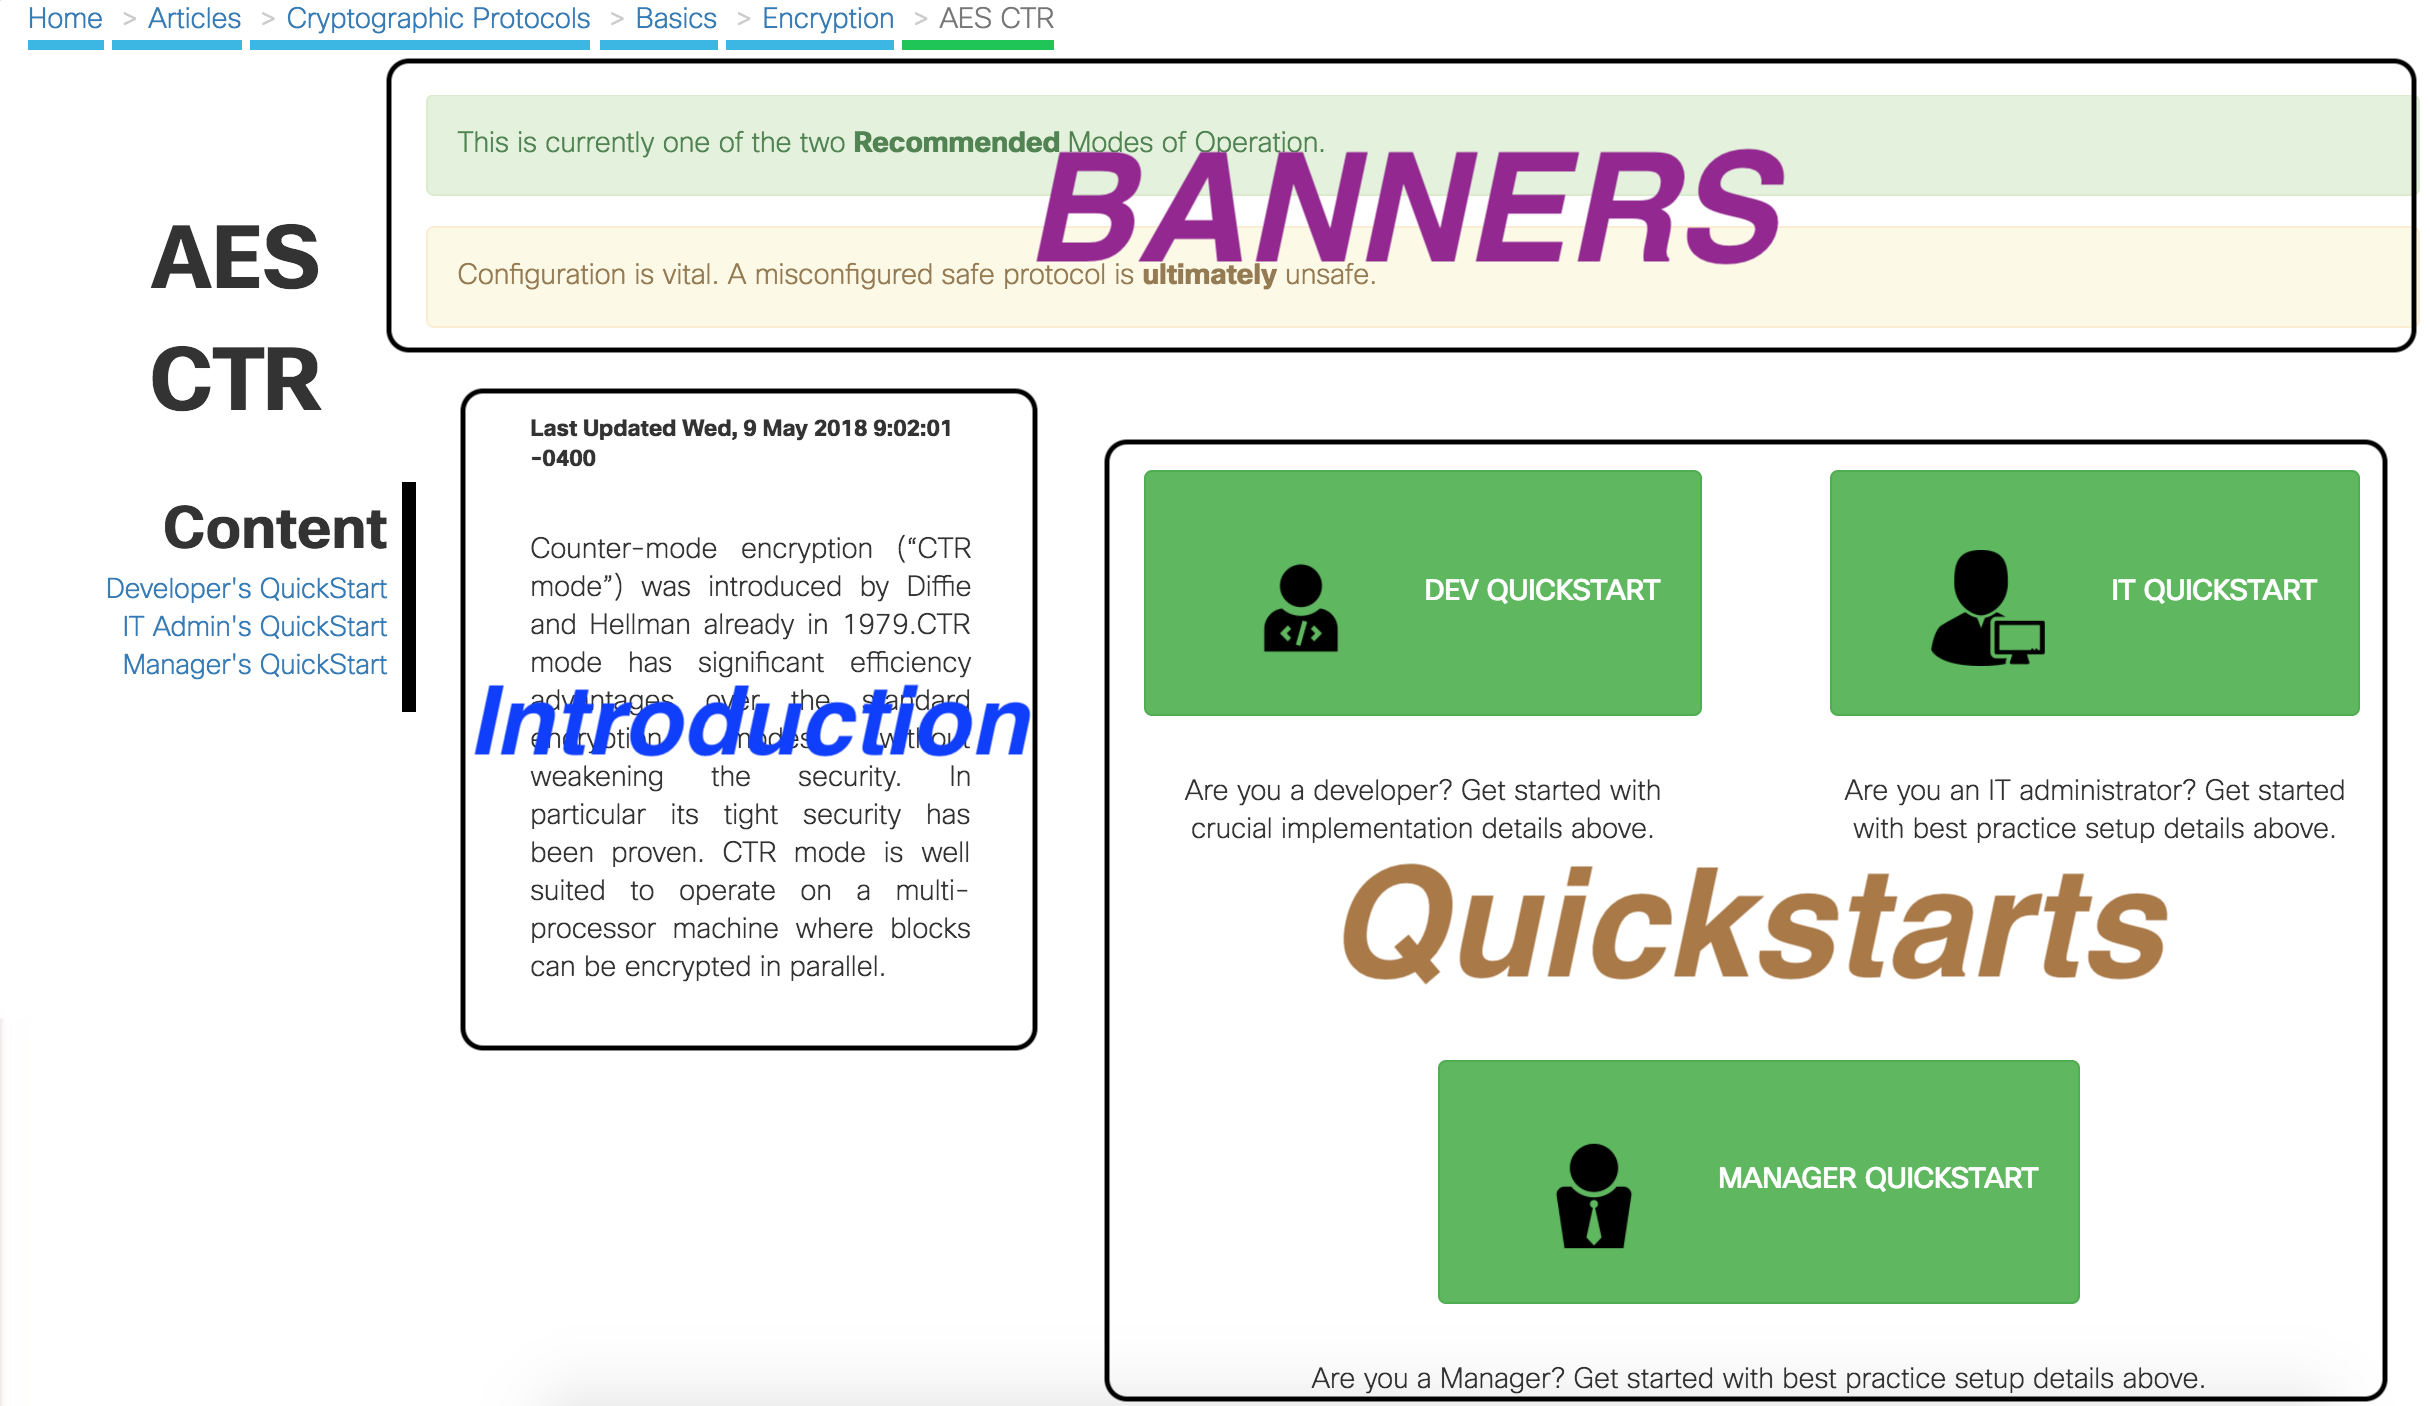 Home > Articles > Cryptographic Protocols > Basics > Encryption > AES CTR
This is currently one of the two Recommended Modes of Operation.
BANNERS
Configuration is vital. A misconfigured safe protocol is ultimately unsafe.
AES
CTR
Content
Developer's QuickStart
IT Admin's QuickStart
Manager's QuickStart
Last Updated Wed, 9 May 2018 9:02:01
-0400
Counter-mode encryption (“CTR
mode”) was introduced by Diffie
and Hellman already in 1979.CTR
mode has significant efficiency
advantages over the standard
encryption modes without
weakening the security. In
particular its tight security has
been proven. CTR mode is well
suited to operate on a multi-
processor machine where blocks
can be encrypted in parallel.
Introduction
DEV QUICKSTART
Are you a developer? Get started with
crucial implementation details above.
IT QUICKSTART
Are you an IT administrator? Get started
with best practice setup details above.
Quickstarts
MANAGER QUICKSTART
Are you a Manager? Get started with best practice setup details above.